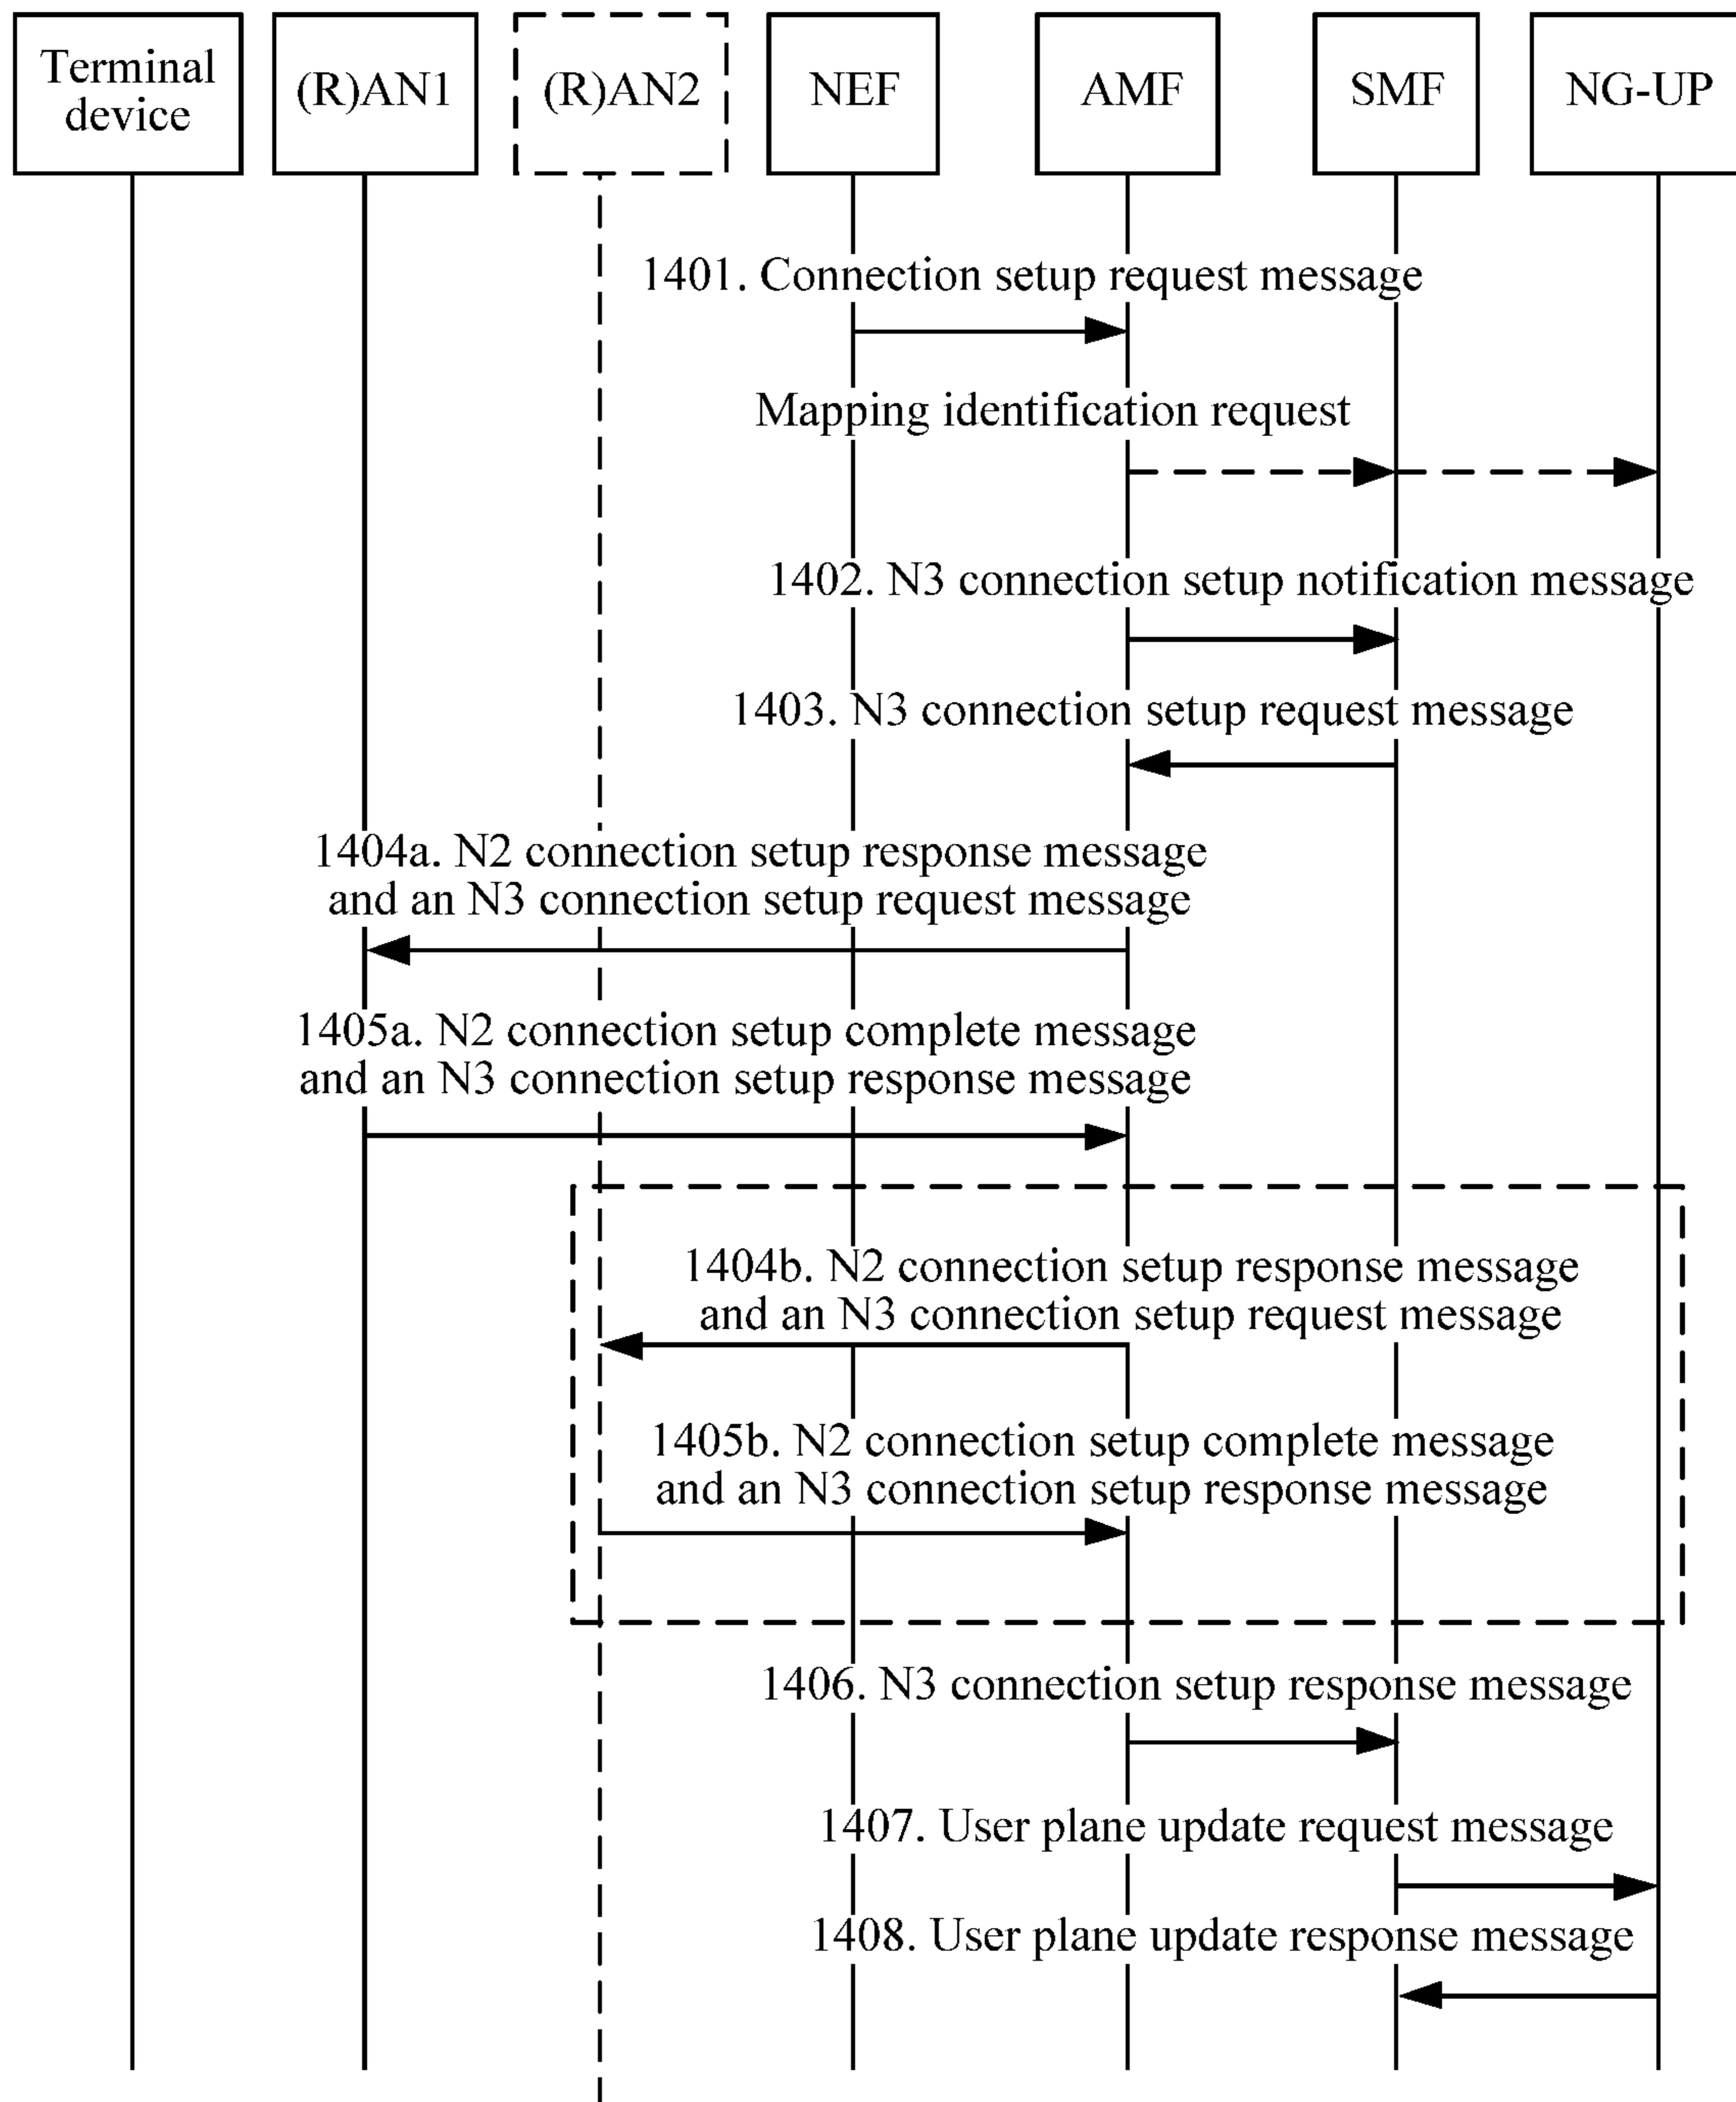 Terminal
device
(R)AN1
(R)AN2
NEF
AMF
SMF
NG-UP
1401. Connection setup request message
Mapping identification request
1402. N3 connection setup notification message
1403. N3 connection setup request message
1404a. N2 connection setup response message
and an N3 connection setup request message
1405a. N2 connection setup complete message
and an N3 connection setup response message
1404b. N2 connection setup response message
and an N3 connection setup request message
1405b. N2 connection setup complete message
and an N3 connection setup response message
1406. N3 connection setup response message
1407. User plane update request message
1408. User plane update response message